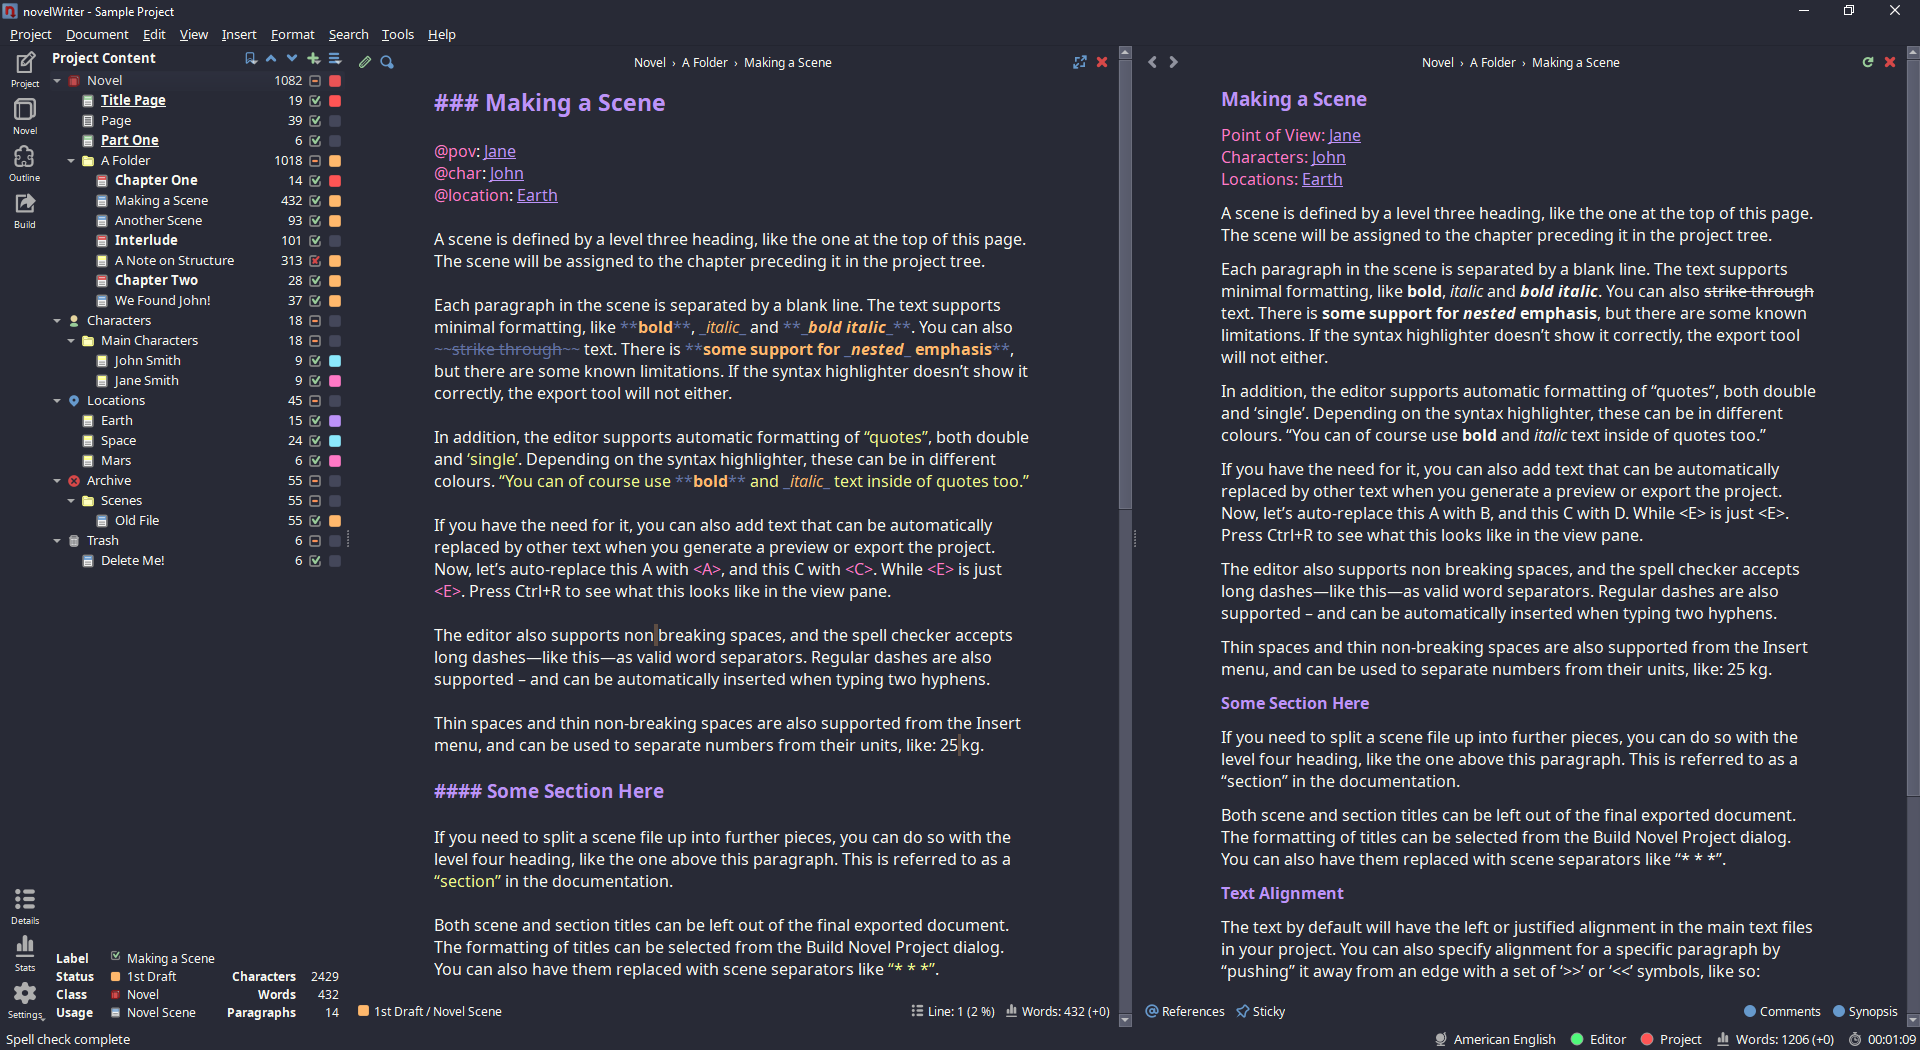 novelWriter - Sample Project
Project Document Edit View Insert Format Search Tools Help
Project
Novel
Outline
Build
Project Content
Novel 1082
Title Page 19
Page 39
Part One 6
A Folder 1018
Chapter One 14
Making a Scene 432
Another Scene 93
Interlude 101
A Note on Structure 313
Chapter Two 28
We Found John! 37
Characters 18
Main Characters 18
John Smith 9
Jane Smith 9
Locations 45
Earth 15
Space 24
Mars 6
Archive 55
Scenes 55
Old File 55
Trash 6
Delete Me! 6
Details
Stats
Settings
Label Making a Scene
Status 1st Draft Characters 2429
Class Novel Words 432
Usage Novel Scene Paragraphs 14
Novel › A Folder › Making a Scene
### Making a Scene
@pov: Jane
@char: John
@location: Earth
A scene is defined by a level three heading, like the one at the top of this page.
The scene will be assigned to the chapter preceding it in the project tree.
Each paragraph in the scene is separated by a blank line. The text supports
minimal formatting, like **bold**, _italic_ and **_bold italic_**. You can also
~~strike through~~ text. There is **some support for _nested_ emphasis**,
but there are some known limitations. If the syntax highlighter doesn’t show it
correctly, the export tool will not either.
In addition, the editor supports automatic formatting of “quotes”, both double
and ‘single’. Depending on the syntax highlighter, these can be in different
colours. “You can of course use **bold** and _italic_ text inside of quotes too.”
If you have the need for it, you can also add text that can be automatically
replaced by other text when you generate a preview or export the project.
Now, let’s auto-replace this A with <A>, and this C with <C>. While <E> is just
<E>. Press Ctrl+R to see what this looks like in the view pane.
The editor also supports non breaking spaces, and the spell checker accepts
long dashes—like this—as valid word separators. Regular dashes are also
supported – and can be automatically inserted when typing two hyphens.
Thin spaces and thin non-breaking spaces are also supported from the Insert
menu, and can be used to separate numbers from their units, like: 25 kg.
#### Some Section Here
If you need to split a scene file up into further pieces, you can do so with the
level four heading, like the one above this paragraph. This is referred to as a
“section” in the documentation.
Both scene and section titles can be left out of the final exported document.
The formatting of titles can be selected from the Build Novel Project dialog.
You can also have them replaced with scene separators like “* * *”.
1st Draft / Novel Scene Line: 1 (2 %) Words: 432 (+0)
Novel › A Folder › Making a Scene
Making a Scene
Point of View: Jane
Characters: John
Locations: Earth
A scene is defined by a level three heading, like the one at the top of this page.
The scene will be assigned to the chapter preceding it in the project tree.
Each paragraph in the scene is separated by a blank line. The text supports
minimal formatting, like bold, italic and bold italic. You can also strike through
text. There is some support for nested emphasis, but there are some known
limitations. If the syntax highlighter doesn’t show it correctly, the export tool
will not either.
In addition, the editor supports automatic formatting of “quotes”, both double
and ‘single’. Depending on the syntax highlighter, these can be in different
colours. “You can of course use bold and italic text inside of quotes too.”
If you have the need for it, you can also add text that can be automatically
replaced by other text when you generate a preview or export the project.
Now, let’s auto-replace this A with B, and this C with D. While <E> is just <E>.
Press Ctrl+R to see what this looks like in the view pane.
The editor also supports non breaking spaces, and the spell checker accepts
long dashes—like this—as valid word separators. Regular dashes are also
supported – and can be automatically inserted when typing two hyphens.
Thin spaces and thin non-breaking spaces are also supported from the Insert
menu, and can be used to separate numbers from their units, like: 25 kg.
Some Section Here
If you need to split a scene file up into further pieces, you can do so with the
level four heading, like the one above this paragraph. This is referred to as a
“section” in the documentation.
Both scene and section titles can be left out of the final exported document.
The formatting of titles can be selected from the Build Novel Project dialog.
You can also have them replaced with scene separators like “* * *”.
Text Alignment
The text by default will have the left or justified alignment in the main text files
in your project. You can also specify alignment for a specific paragraph by
“pushing” it away from an edge with a set of ‘>>’ or ‘<<’ symbols, like so:
References Sticky Comments Synopsis
Spell check complete
American English Editor Project Words: 1206 (+0) 00:01:09